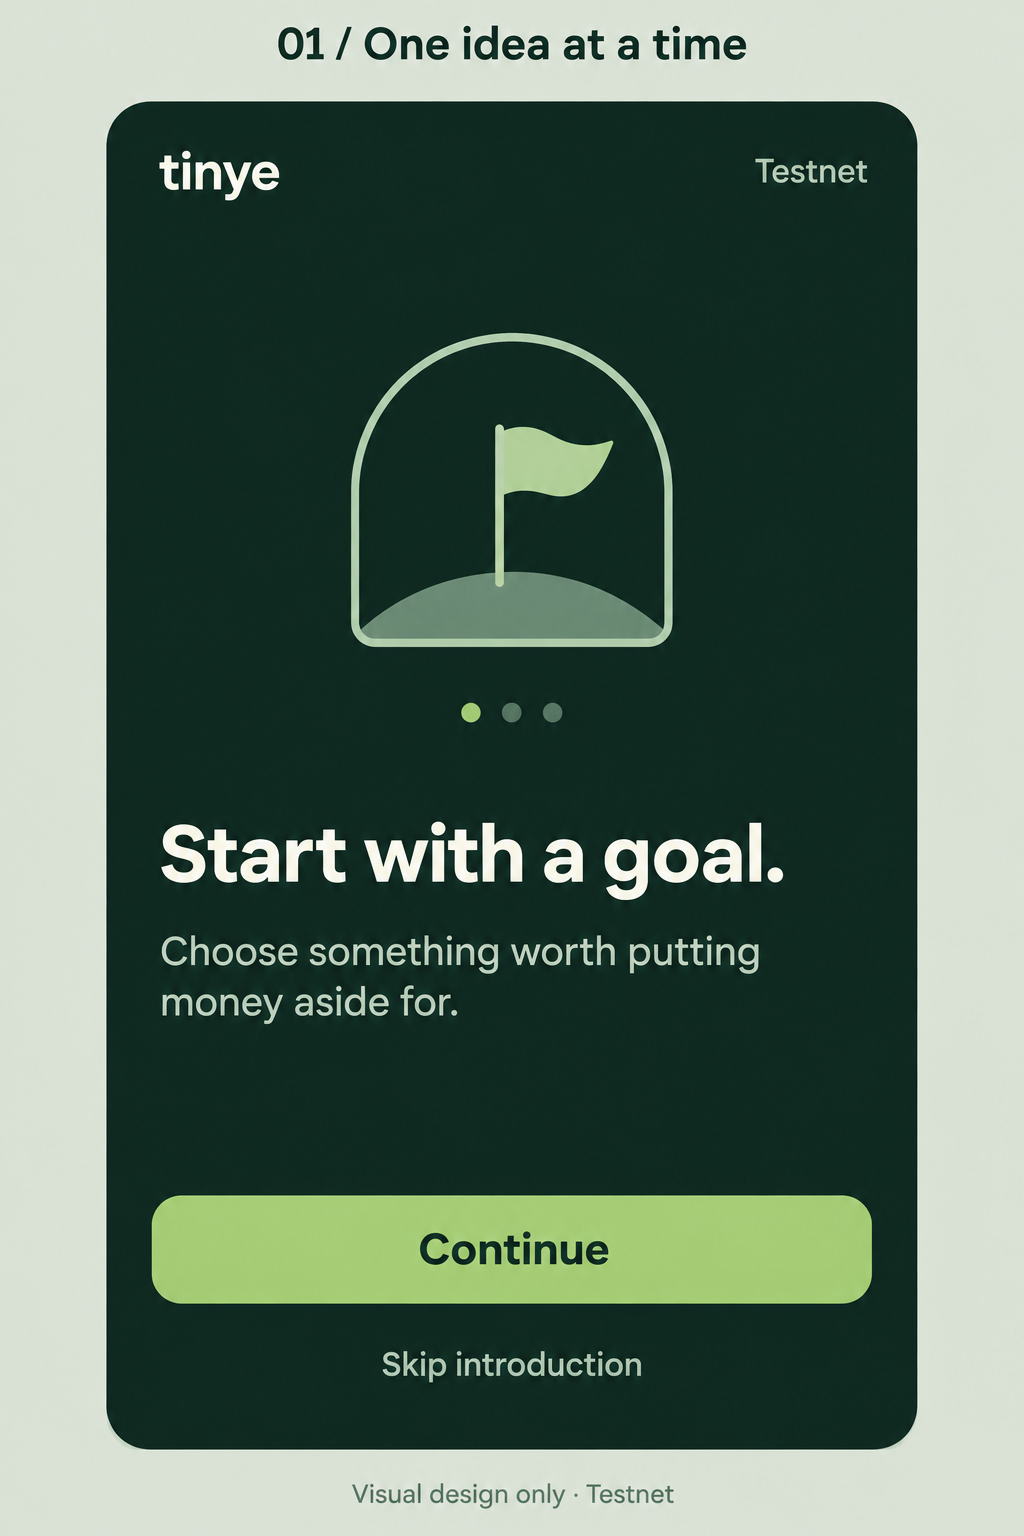 01 / One idea at a time
tinye
Testnet
Start with a goal.
Choose something worth putting
money aside for.
Continue
Skip introduction
Visual design only · Testnet